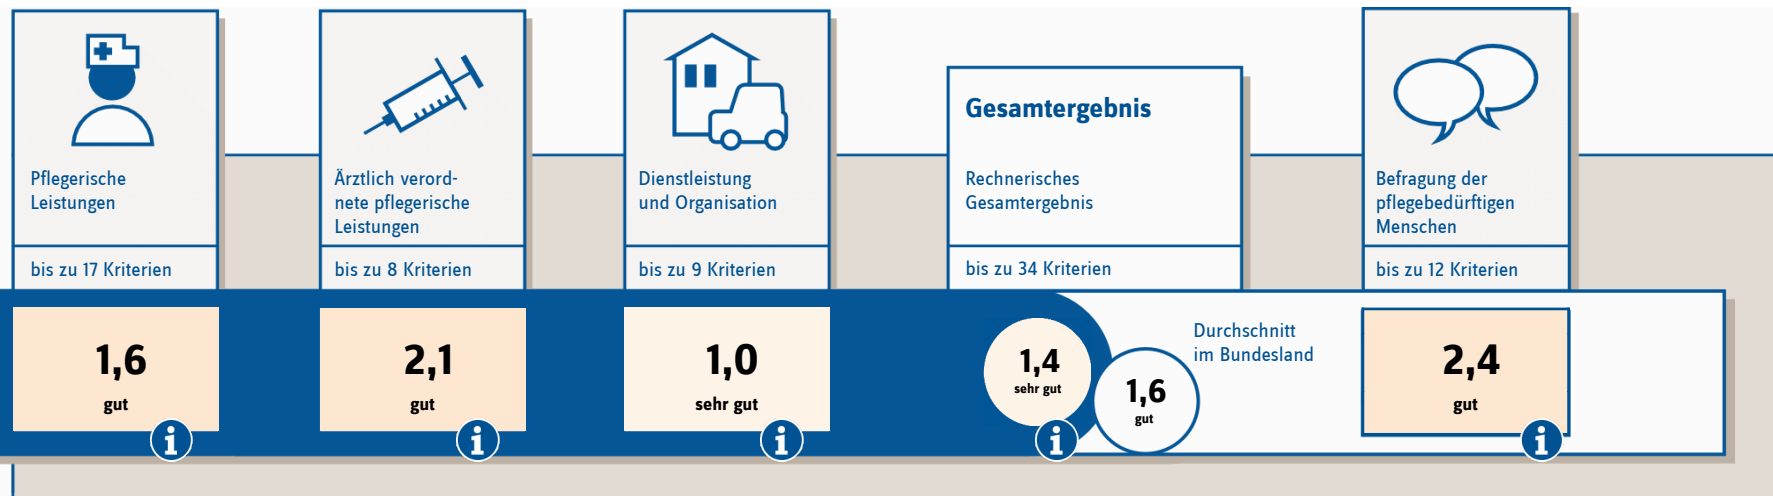 Pflegerische
Leistungen
bis zu 17 Kriterien
1,6
gut
i
Ärztlich verord-
nete pflegerische
Leistungen
bis zu 8 Kriterien
2,1
gut
i
Dienstleistung
und Organisation
bis zu 9 Kriterien
1,0
sehr gut
i
Gesamtergebnis
Rechnerisches
Gesamtergebnis
bis zu 34 Kriterien
1,4
sehr gut
i
Durchschnitt
im Bundesland
1,6
gut
Befragung der
pflegebedürftigen
Menschen
bis zu 12 Kriterien
2,4
gut
i